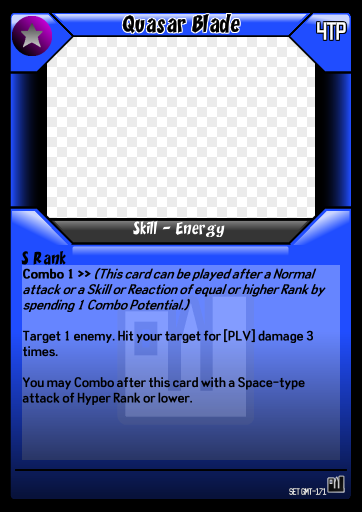 Quasar Blade
4TP
Skill - Energy
S Rank
Combo 1 >> (This card can be played after a Normal
attack or a Skill or Reaction of equal or higher Rank by
spending 1 Combo Potential.)
Target 1 enemy. Hit your target for [PLV] damage 3
times.
You may Combo after this card with a Space-type
attack of Hyper Rank or lower.
SET GMT-171